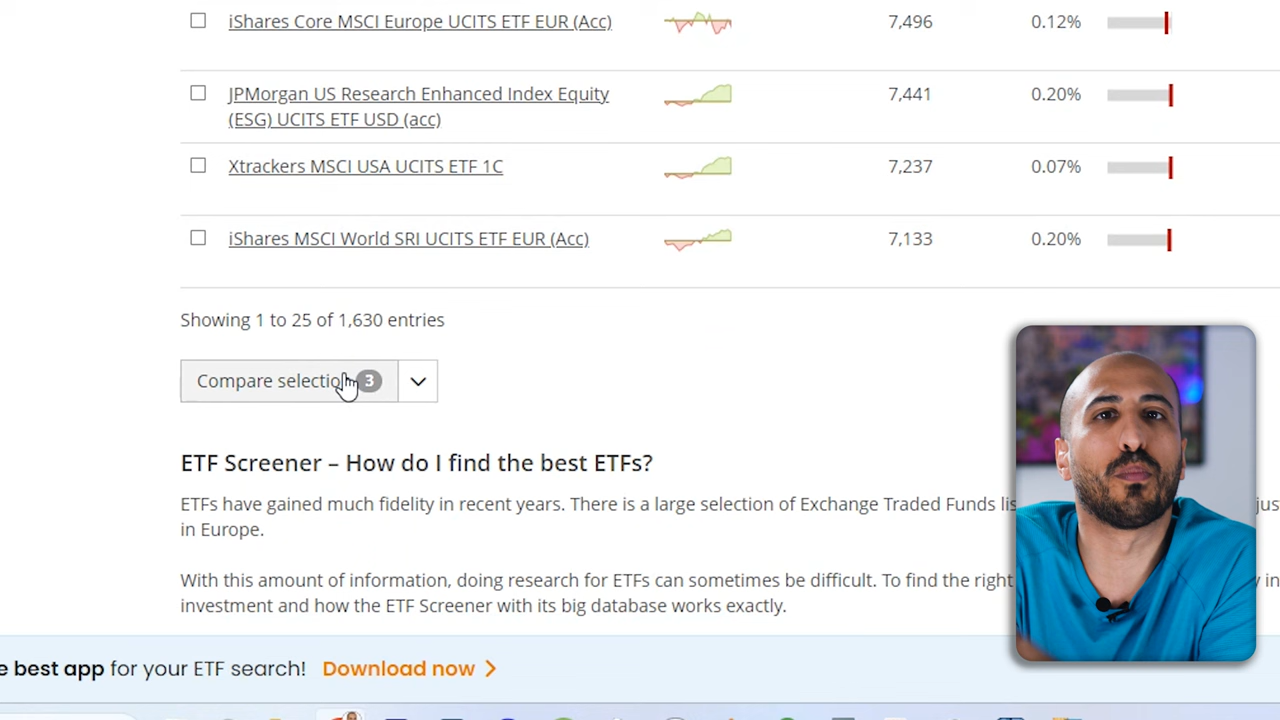 iShares Core MSCI Europe UCITS ETF EUR (Acc) 7,496 0.12%
JPMorgan US Research Enhanced Index Equity 7,441 0.20%
(ESG) UCITS ETF USD (acc)
Xtrackers MSCI USA UCITS ETF 1C 7,237 0.07%
iShares MSCI World SRI UCITS ETF EUR (Acc) 7,133 0.20%
Showing 1 to 25 of 1,630 entries
Compare selectio 3
ETF Screener – How do I find the best ETFs?
ETFs have gained much fidelity in recent years. There is a large selection of Exchange Traded Funds lis jus
in Europe.
With this amount of information, doing research for ETFs can sometimes be difficult. To find the right y in
investment and how the ETF Screener with its big database works exactly.
e best app for your ETF search! Download now